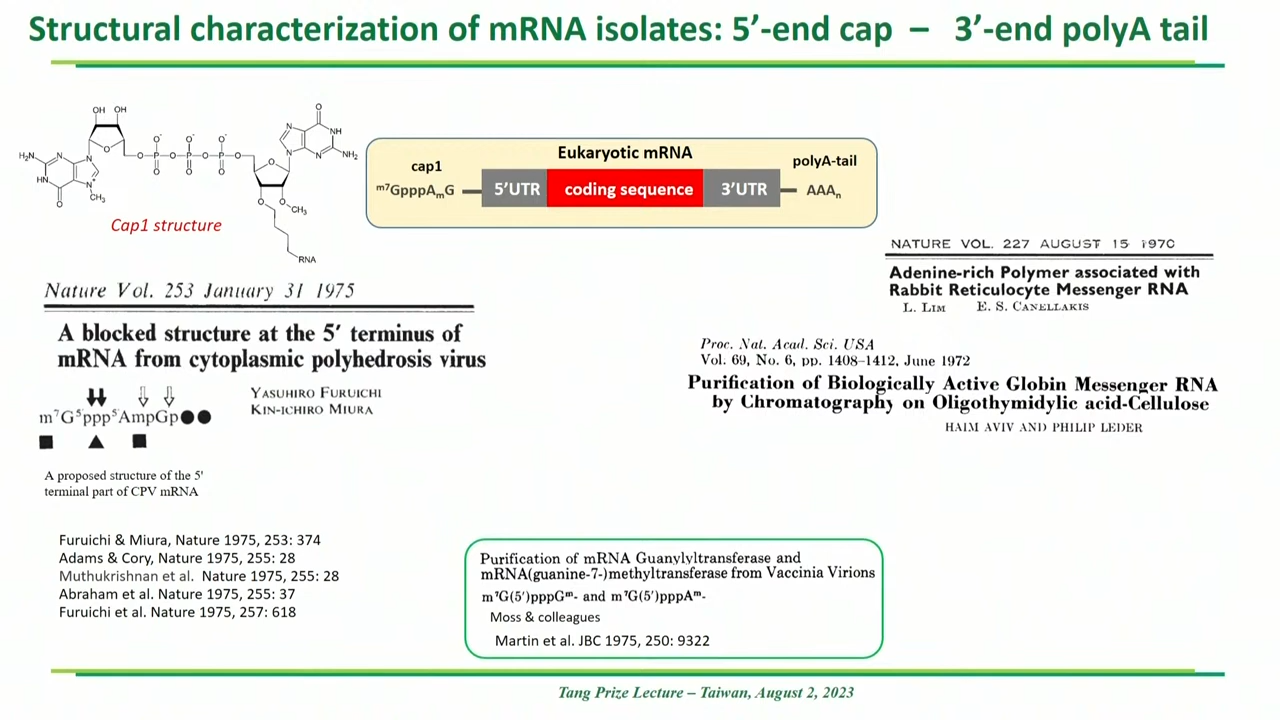 Structural characterization of mRNA isolates: 5’-end cap – 3’-end polyA tail
OH OH
O
H₂N N N O O P O P O P O
O⁻ O⁻ O⁻
O O O
HN N N⁺
O CH₃
N NH
N N NH₂
O
O O CH₃
RNA
Cap1 structure
Eukaryotic mRNA
cap1
polyA-tail
m⁷GpppAₘG
5’UTR
coding sequence
3’UTR
AAAₙ
NATURE VOL. 227 AUGUST 15 1970
Adenine-rich Polymer associated with
Rabbit Reticulocyte Messenger RNA
L. LIM E. S. CANELLAKIS
Nature Vol. 253 January 31 1975
A blocked structure at the 5′ terminus of
mRNA from cytoplasmic polyhedrosis virus
YASUHIRO FURUICHI
KIN-ICHIRO MIURA
m⁷G⁵ppp⁵AmpGp●●
A proposed structure of the 5'
terminal part of CPV mRNA
Proc. Nat. Acad. Sci. USA
Vol. 69, No. 6, pp. 1408–1412, June 1972
Purification of Biologically Active Globin Messenger RNA
by Chromatography on Oligothymidylic acid-Cellulose
HAIM AVIV AND PHILIP LEDER
Furuichi & Miura, Nature 1975, 253: 374
Adams & Cory, Nature 1975, 255: 28
Muthukrishnan et al. Nature 1975, 255: 28
Abraham et al. Nature 1975, 255: 37
Furuichi et al. Nature 1975, 257: 618
Purification of mRNA Guanylyltransferase and
mRNA(guanine-7-)methyltransferase from Vaccinia Virions
m⁷G(5′)pppGᵐ- and m⁷G(5′)pppAᵐ-
Moss & colleagues
Martin et al. JBC 1975, 250: 9322
Tang Prize Lecture – Taiwan, August 2, 2023